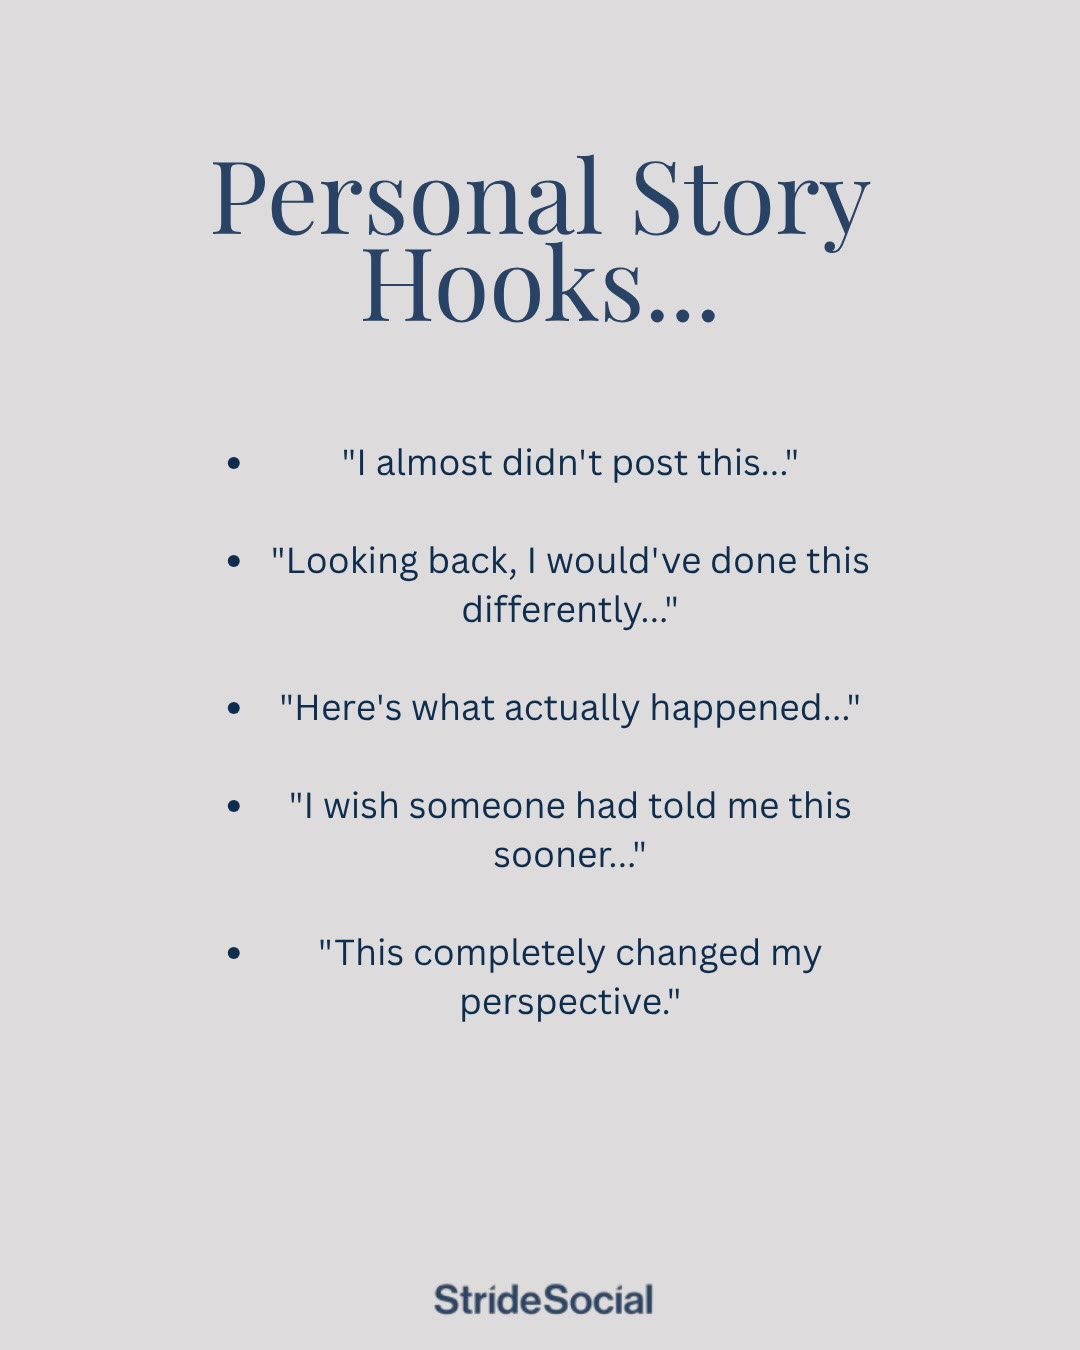 Personal Story
Hooks...
• "I almost didn't post this..."
• "Looking back, I would've done this
differently..."
• "Here's what actually happened..."
• "I wish someone had told me this
sooner..."
• "This completely changed my
perspective."
StrideSocial